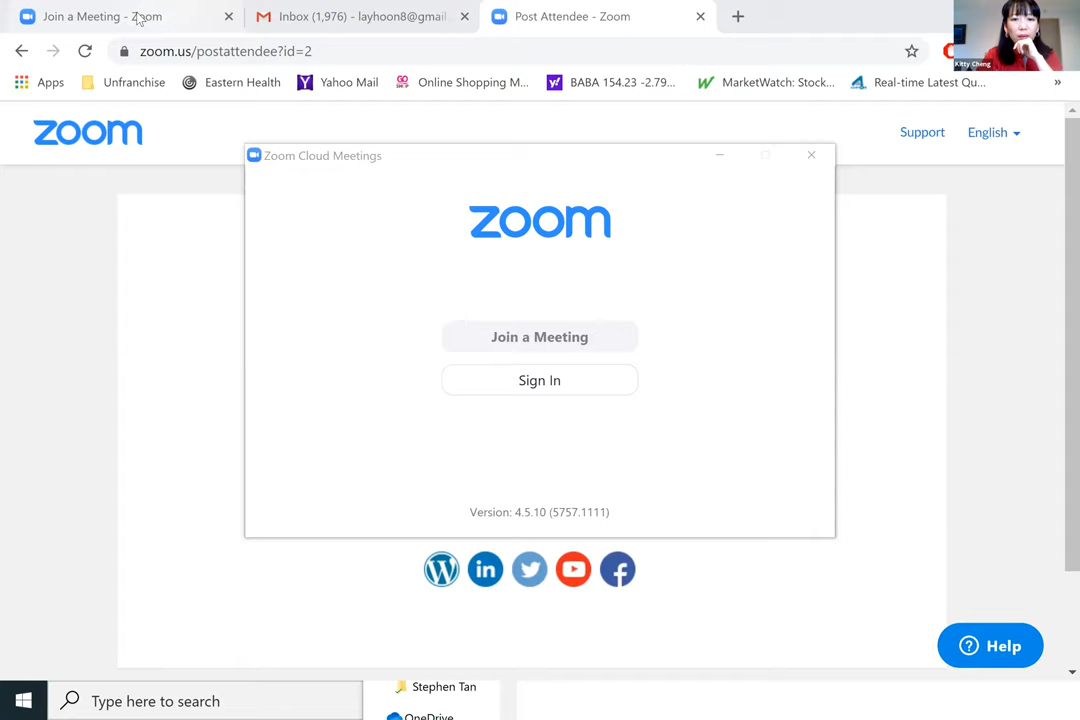 Join a Meeting - Zoom
Inbox (1,976) - layhoon8@gmail.
Post Attendee - Zoom
zoom.us/postattendee?id=2
Kitty Cheng
Apps
Unfranchise
Eastern Health
Yahoo Mail
Online Shopping M...
BABA 154.23 -2.79...
MarketWatch: Stock...
Real-time Latest Qu...
»
zoom
Support
English
Zoom Cloud Meetings
zoom
Join a Meeting
Sign In
Version: 4.5.10 (5757.1111)
Help
Type here to search
Stephen Tan
OneDrive